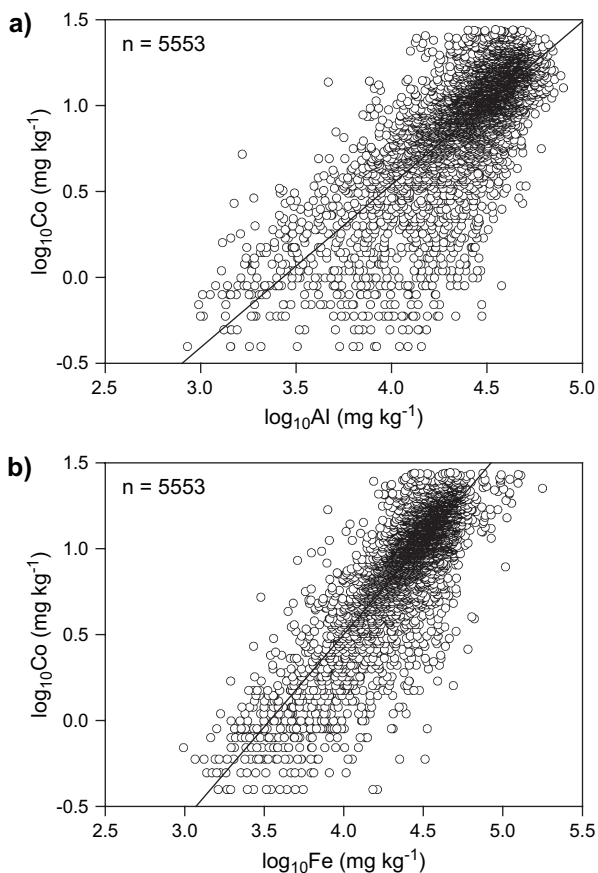 a)
n = 5553
1.5
1.0
0.5
0.0
-0.5
log₁₀Co (mg kg⁻¹)
2.5 3.0 3.5 4.0 4.5 5.0
log₁₀Al (mg kg⁻¹)
b)
n = 5553
1.5
1.0
0.5
0.0
-0.5
log₁₀Co (mg kg⁻¹)
2.5 3.0 3.5 4.0 4.5 5.0 5.5
log₁₀Fe (mg kg⁻¹)